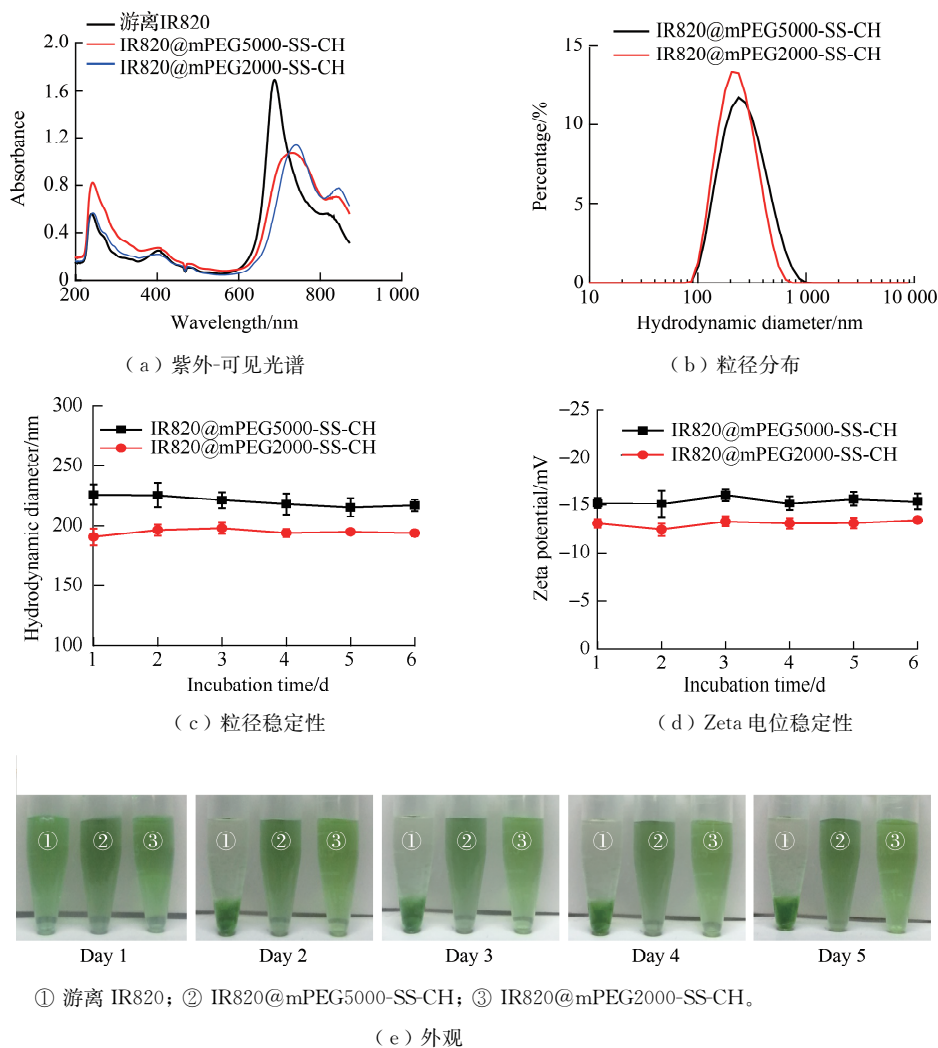 游离IR820
IR820@mPEG5000-SS-CH
IR820@mPEG2000-SS-CH
2.0
1.6
1.2
0.8
0.4
0
Absorbance
200
400
600
800
1 000
Wavelength/nm
(a)紫外-可见光谱
IR820@mPEG5000-SS-CH
IR820@mPEG2000-SS-CH
15
10
5
0
Percentage/%
10
100
1 000
10 000
Hydrodynamic diameter/nm
(b)粒径分布
IR820@mPEG5000-SS-CH
IR820@mPEG2000-SS-CH
300
250
200
150
100
Hydrodynamic diameter/nm
1
2
3
4
5
6
Incubation time/d
(c)粒径稳定性
IR820@mPEG5000-SS-CH
IR820@mPEG2000-SS-CH
−25
−20
−15
−10
−5
0
Zeta potential/mV
1
2
3
4
5
6
Incubation time/d
(d)Zeta 电位稳定性
① ② ③
① ② ③
① ② ③
① ② ③
① ② ③
Day 1
Day 2
Day 3
Day 4
Day 5
① 游离 IR820；② IR820@mPEG5000-SS-CH；③ IR820@mPEG2000-SS-CH。
(e)外观